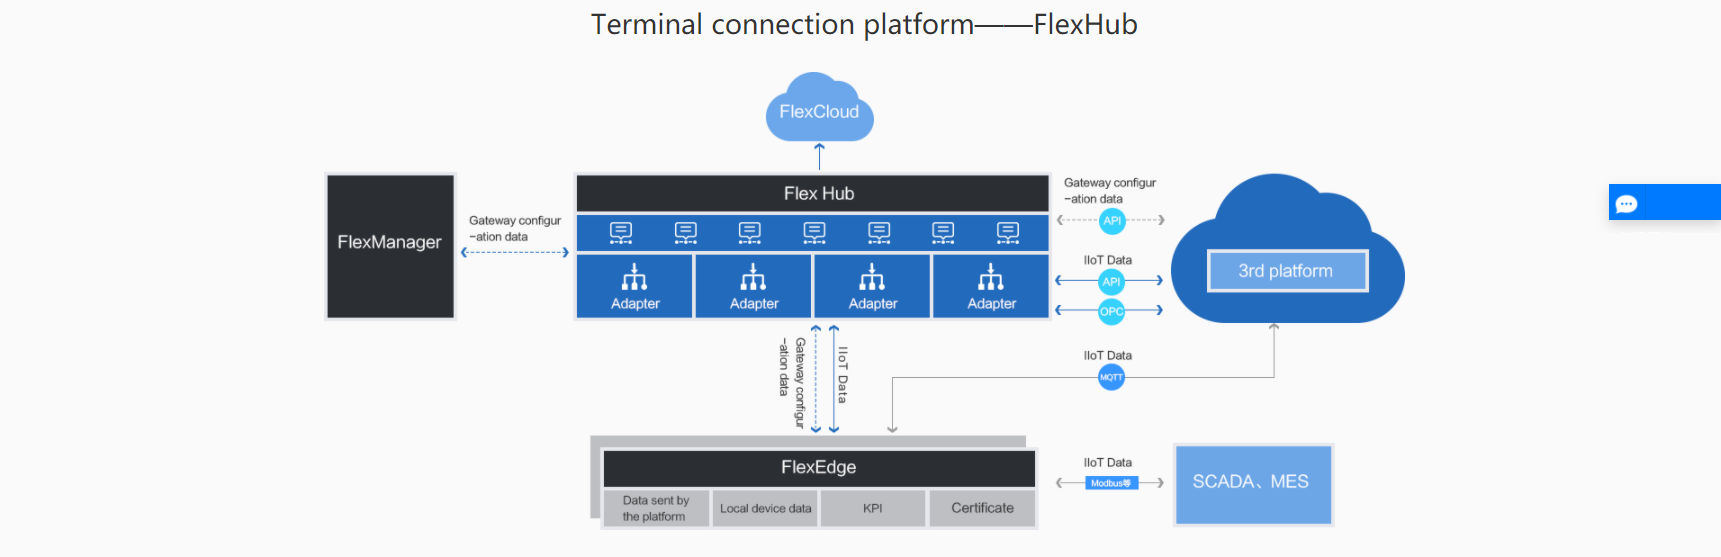 Terminal connection platform——FlexHub
FlexCloud
Flex Hub
FlexManager
Gateway configur
-ation data
Adapter
Adapter
Adapter
Adapter
Gateway configur
-ation data
API
IIoT Data
API
OPC
3rd platform
Gateway configur
-ation data
IIoT Data
IIoT Data
MQTT
FlexEdge
Data sent by
the platform
Local device data
KPI
Certificate
IIoT Data
Modbus等
SCADA、MES